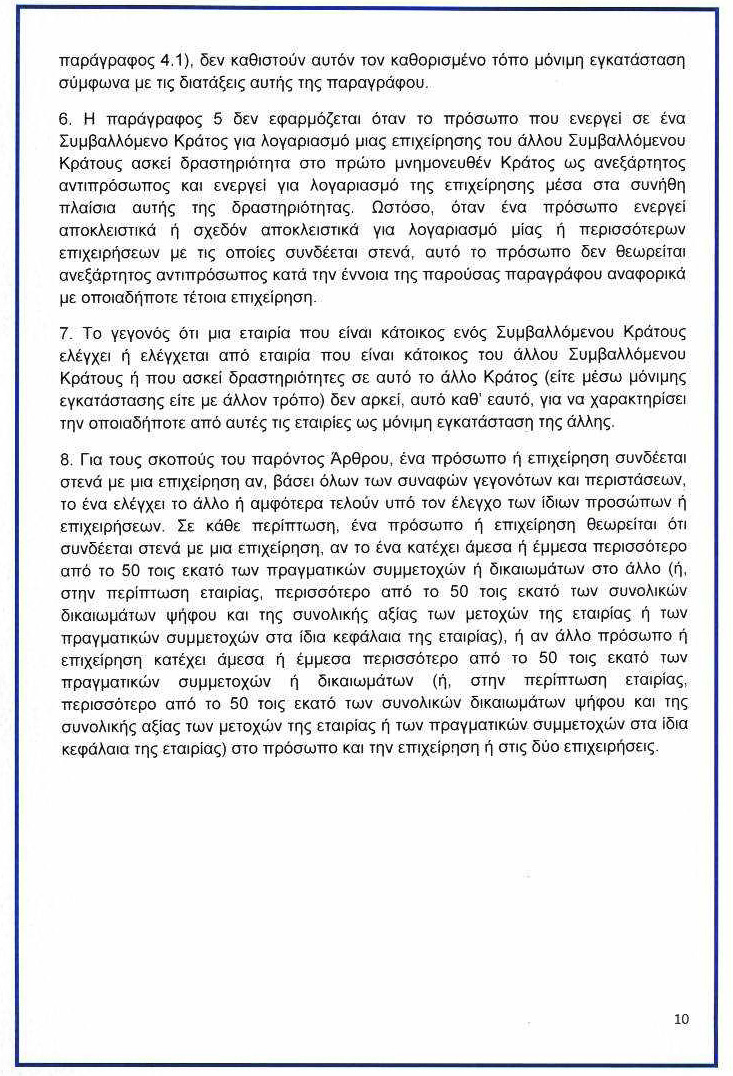 παράγραφος 4.1), δεν καθιστούν αυτόν τον καθορισμένο τόπο μόνιμη εγκατάσταση
σύμφωνα με τις διατάξεις αυτής της παραγράφου.
6. Η παράγραφος 5 δεν εφαρμόζεται όταν το πρόσωπο που ενεργεί σε ένα
Συμβαλλόμενο Κράτος για λογαριασμό μιας επιχείρησης του άλλου Συμβαλλόμενου
Κράτους ασκεί δραστηριότητα στο πρώτο μνημονευθέν Κράτος ως ανεξάρτητος
αντιπρόσωπος και ενεργεί για λογαριασμό της επιχείρησης μέσα στα συνήθη
πλαίσια αυτής της δραστηριότητας. Ωστόσο, όταν ένα πρόσωπο ενεργεί
αποκλειστικά ή σχεδόν αποκλειστικά για λογαριασμό μίας ή περισσότερων
επιχειρήσεων με τις οποίες συνδέεται στενά, αυτό το πρόσωπο δεν θεωρείται
ανεξάρτητος αντιπρόσωπος κατά την έννοια της παρούσας παραγράφου αναφορικά
με οποιαδήποτε τέτοια επιχείρηση.
7. Το γεγονός ότι μια εταιρία που είναι κάτοικος ενός Συμβαλλόμενου Κράτους
ελέγχει ή ελέγχεται από εταιρία που είναι κάτοικος του άλλου Συμβαλλόμενου
Κράτους ή που ασκεί δραστηριότητες σε αυτό το άλλο Κράτος (είτε μέσω μόνιμης
εγκατάστασης είτε με άλλον τρόπο) δεν αρκεί, αυτό καθ' εαυτό, για να χαρακτηρίσει
την οποιαδήποτε από αυτές τις εταιρίες ως μόνιμη εγκατάσταση της άλλης.
8. Για τους σκοπούς του παρόντος Άρθρου, ένα πρόσωπο ή επιχείρηση συνδέεται
στενά με μια επιχείρηση αν, βάσει όλων των συναφών γεγονότων και περιστάσεων,
το ένα ελέγχει το άλλο ή αμφότερα τελούν υπό τον έλεγχο των ίδιων προσώπων ή
επιχειρήσεων. Σε κάθε περίπτωση, ένα πρόσωπο ή επιχείρηση θεωρείται ότι
συνδέεται στενά με μια επιχείρηση, αν το ένα κατέχει άμεσα ή έμμεσα περισσότερο
από το 50 τοις εκατό των πραγματικών συμμετοχών ή δικαιωμάτων στο άλλο (ή,
στην περίπτωση εταιρίας, περισσότερο από το 50 τοις εκατό των συνολικών
δικαιωμάτων ψήφου και της συνολικής αξίας των μετοχών της εταιρίας ή των
πραγματικών συμμετοχών στα ίδια κεφάλαια της εταιρίας), ή αν άλλο πρόσωπο ή
επιχείρηση κατέχει άμεσα ή έμμεσα περισσότερο από το 50 τοις εκατό των
πραγματικών συμμετοχών ή δικαιωμάτων (ή, στην περίπτωση εταιρίας,
περισσότερο από το 50 τοις εκατό των συνολικών δικαιωμάτων ψήφου και της
συνολικής αξίας των μετοχών της εταιρίας ή των πραγματικών συμμετοχών στα ίδια
κεφάλαια της εταιρίας) στο πρόσωπο και την επιχείρηση ή στις δύο επιχειρήσεις.
10